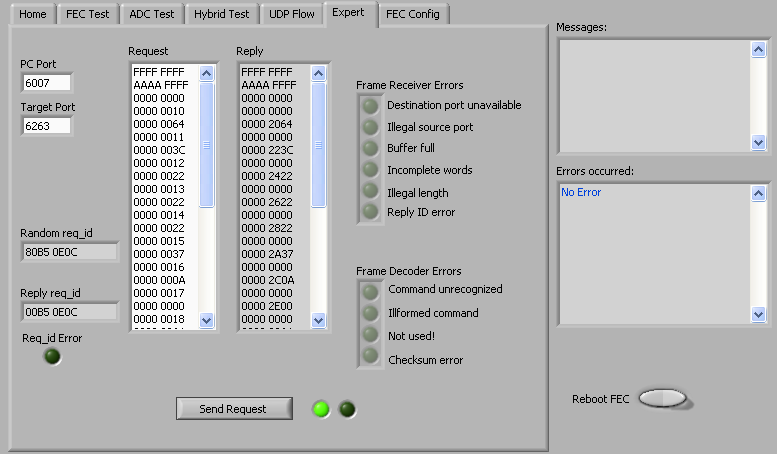 Home FEC Test ADC Test Hybrid Test UDP Flow Expert FEC Config
PC Port
6007
Target Port
6263
Random req_id
80B5 0E0C
Reply req_id
00B5 0E0C
Req_id Error
Request
FFFF FFFF
AAAA FFFF
0000 0000
0000 0010
0000 0064
0000 0011
0000 003C
0000 0012
0000 0022
0000 0013
0000 0022
0000 0014
0000 0022
0000 0015
0000 0037
0000 0016
0000 000A
0000 0017
0000 0000
0000 0018
Reply
FFFF FFFF
AAAA FFFF
0000 0000
0000 0000
0000 2064
0000 0000
0000 223C
0000 0000
0000 2422
0000 0000
0000 2622
0000 0000
0000 2822
0000 0000
0000 2A37
0000 0000
0000 2C0A
0000 0000
0000 2E00
0000 0000
Frame Receiver Errors
Destination port unavailable
Illegal source port
Buffer full
Incomplete words
Illegal length
Reply ID error
Frame Decoder Errors
Command unrecognized
Illformed command
Not used!
Checksum error
Send Request
Messages:
Errors occurred:
No Error
Reboot FEC